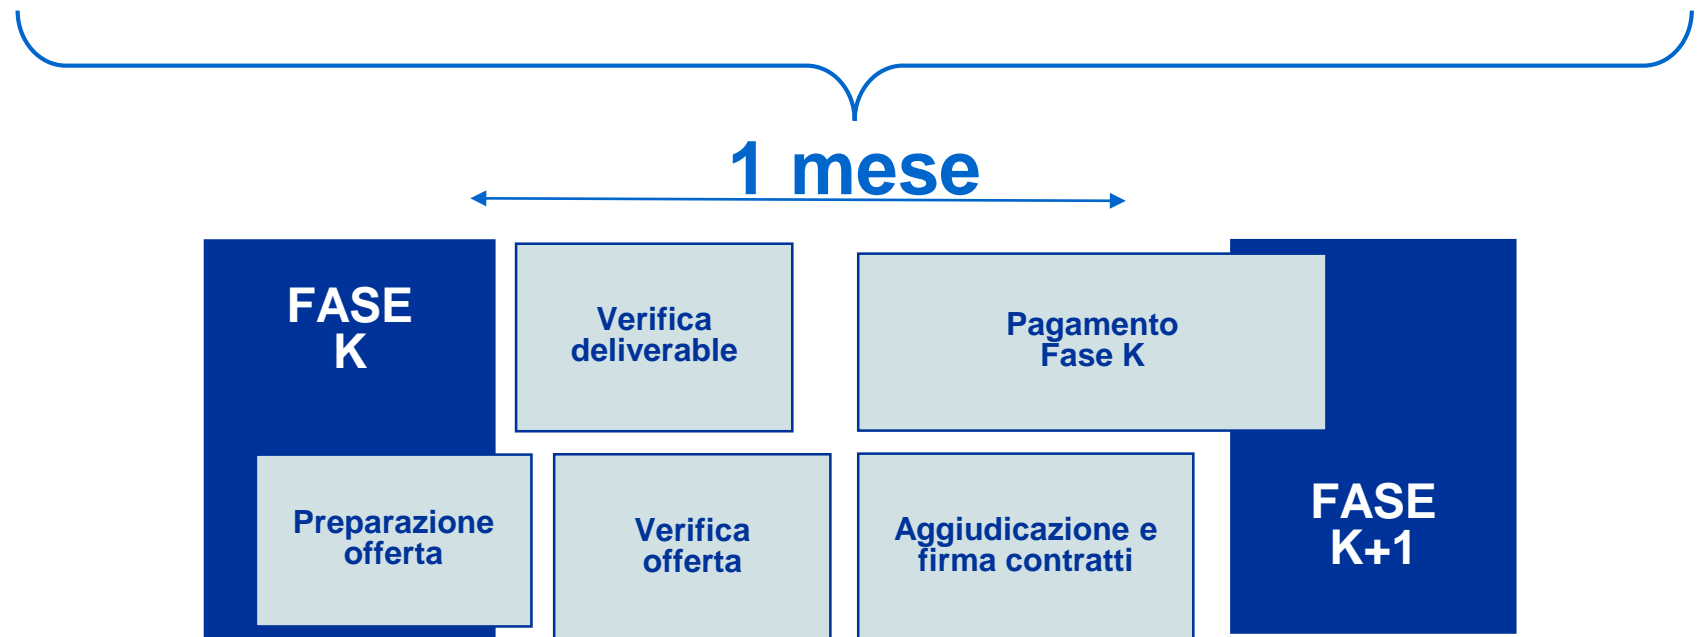 1 mese
FASE
K
Verifica
deliverable
Pagamento
Fase K
Preparazione
offerta
Verifica
offerta
Aggiudicazione e
firma contratti
FASE
K+1